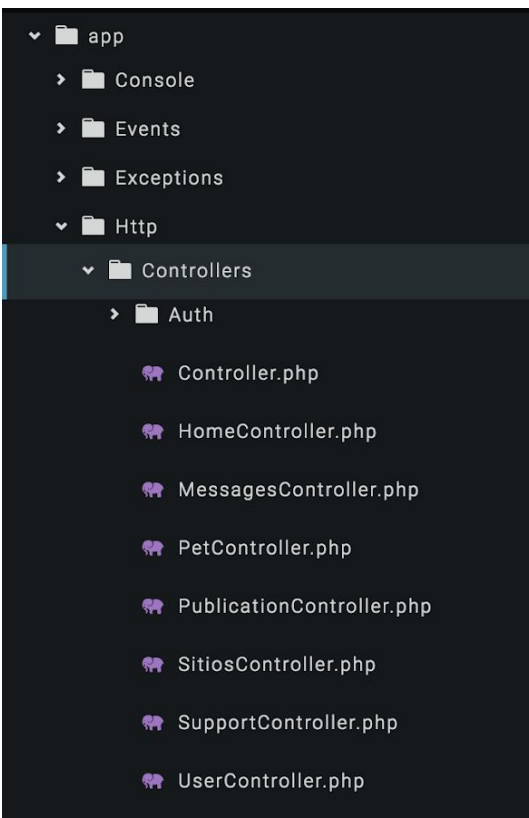 app
Console
Events
Exceptions
Http
Controllers
Auth
Controller.php
HomeController.php
MessagesController.php
PetController.php
PublicationController.php
SitiosController.php
SupportController.php
UserController.php